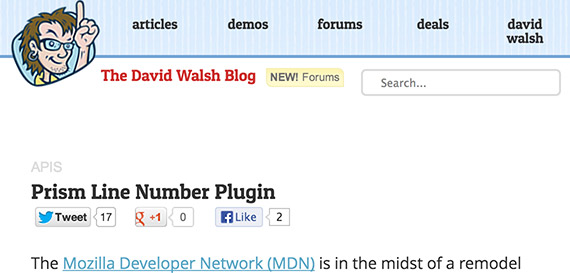 articles demos forums deals david walsh
The David Walsh Blog NEW! Forums Search...
APIS
Prism Line Number Plugin
Tweet 17 g +1 0 f Like 2
The Mozilla Developer Network (MDN) is in the midst of a remodel